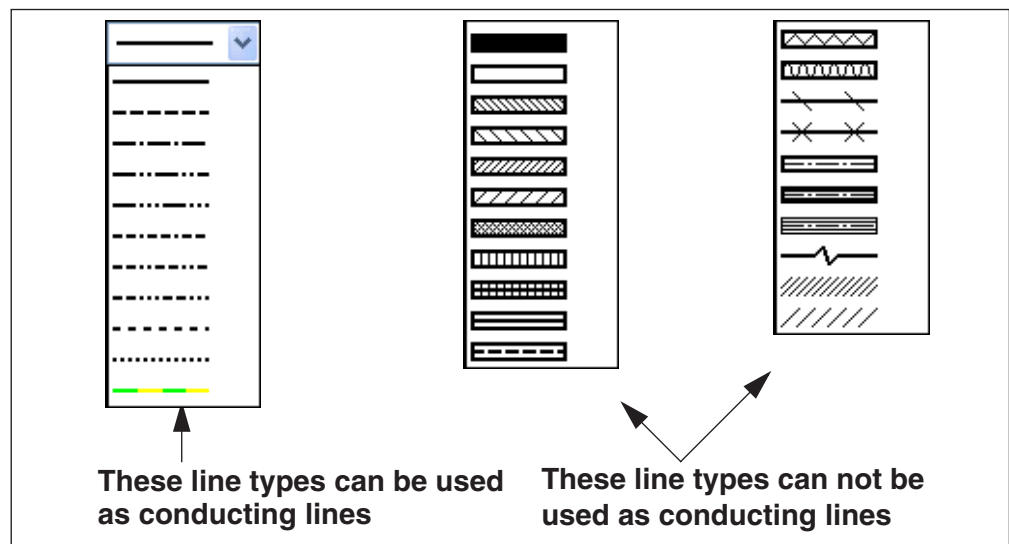 These line types can be used
as conducting lines
These line types can not be
used as conducting lines